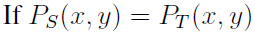 If P_S(x, y) = P_T(x, y)